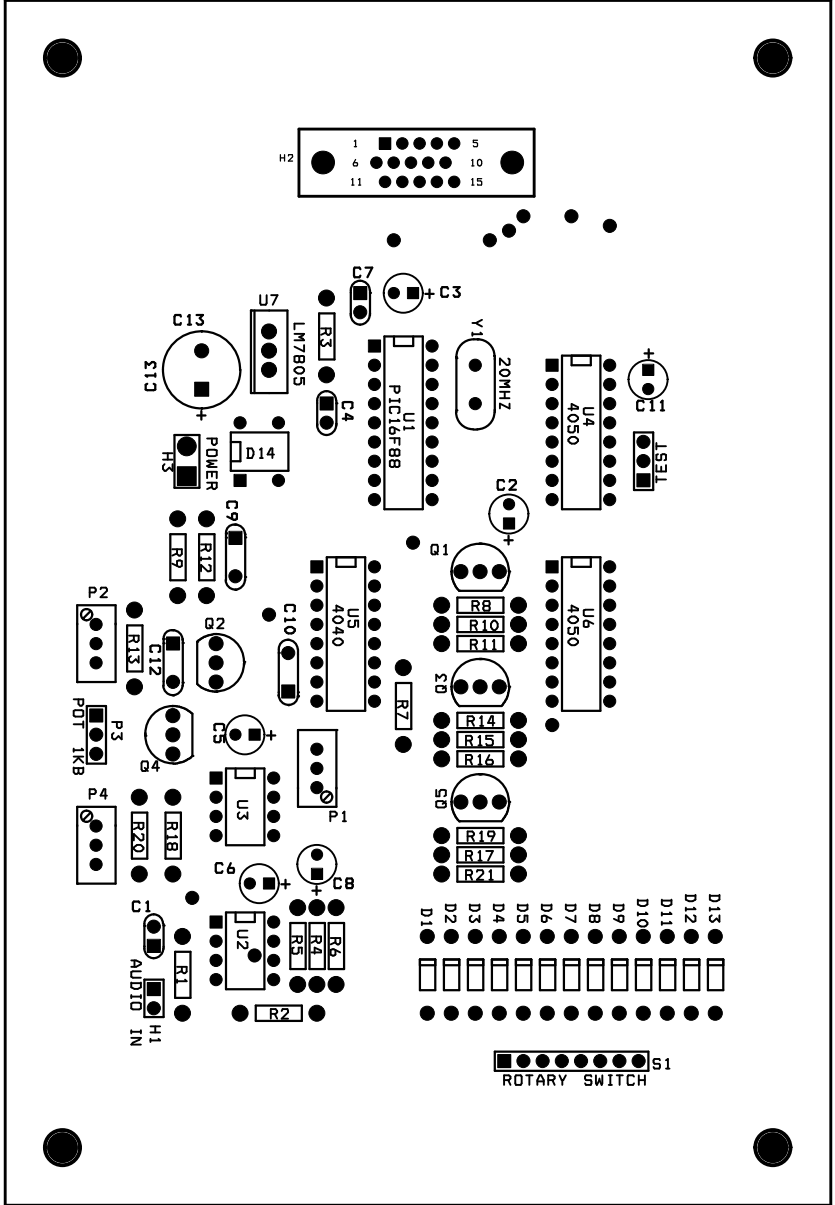 1 5
H2 6 10
11 15
C7
C3
U7
C13
C13
LM7805
R3
Y1
20MHZ
U1
PIC16F88
U4
4050
C11
C4
H3
POWER
D14
TEST
C2
C9
R9
R12
Q1
P2
R13
C12
Q2
C10
U5
4040
R8
R10
R11
U6
4050
P3
POT 1KB
Q4
C5
R7
Q3
R14
R15
R16
U3
P1
Q5
P4
R20
R18
R19
R17
R21
C6
C8
C1
U2
R5
R4
R6
D1 D2 D3 D4 D5 D6 D7 D8 D9 D10 D11 D12 D13
R1
AUDIO IN
H1
R2
S1
ROTARY SWITCH